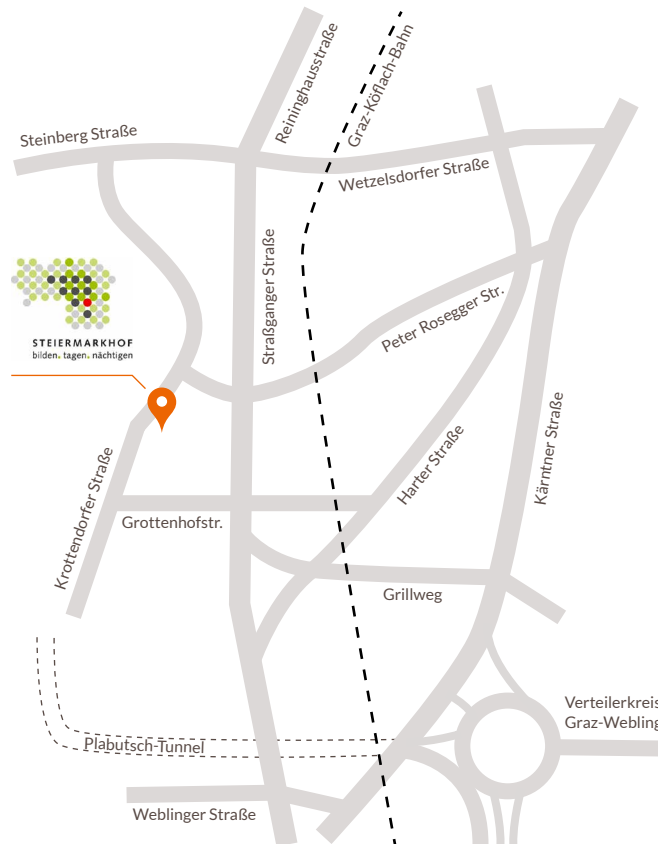 Reininghausstraße
Graz-Köflach-Bahn
Steinberg Straße
Wetzelsdorfer Straße
Straßganger Straße
Peter Rosegger Str.
STEIERMARKHOF
bilden. tagen. nächtigen
Kärntner Straße
Harter Straße
Krottendorfer Straße
Grottenhofstr.
Grillweg
Verteilerkreis
Graz-Webling
Plabutsch-Tunnel
Weblinger Straße